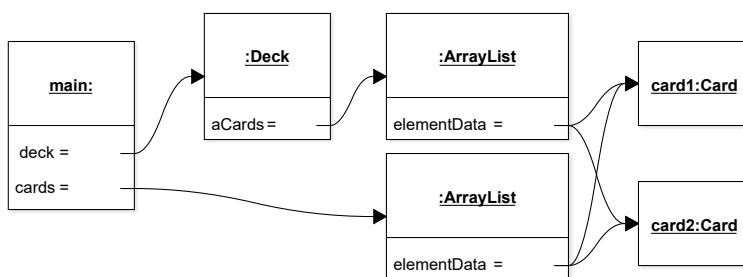 main:
deck =
cards =
:Deck
aCards =
:ArrayList
elementData =
:ArrayList
elementData =
card1:Card
card2:Card